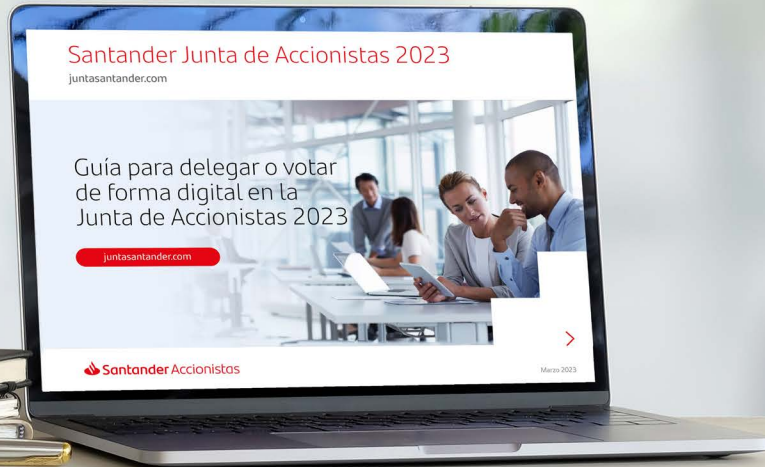 Santander Junta de Accionistas 2023
juntasantander.com
Guía para delegar o votar
de forma digital en la
Junta de Accionistas 2023
juntasantander.com
Santander Accionistas
Marzo 2023